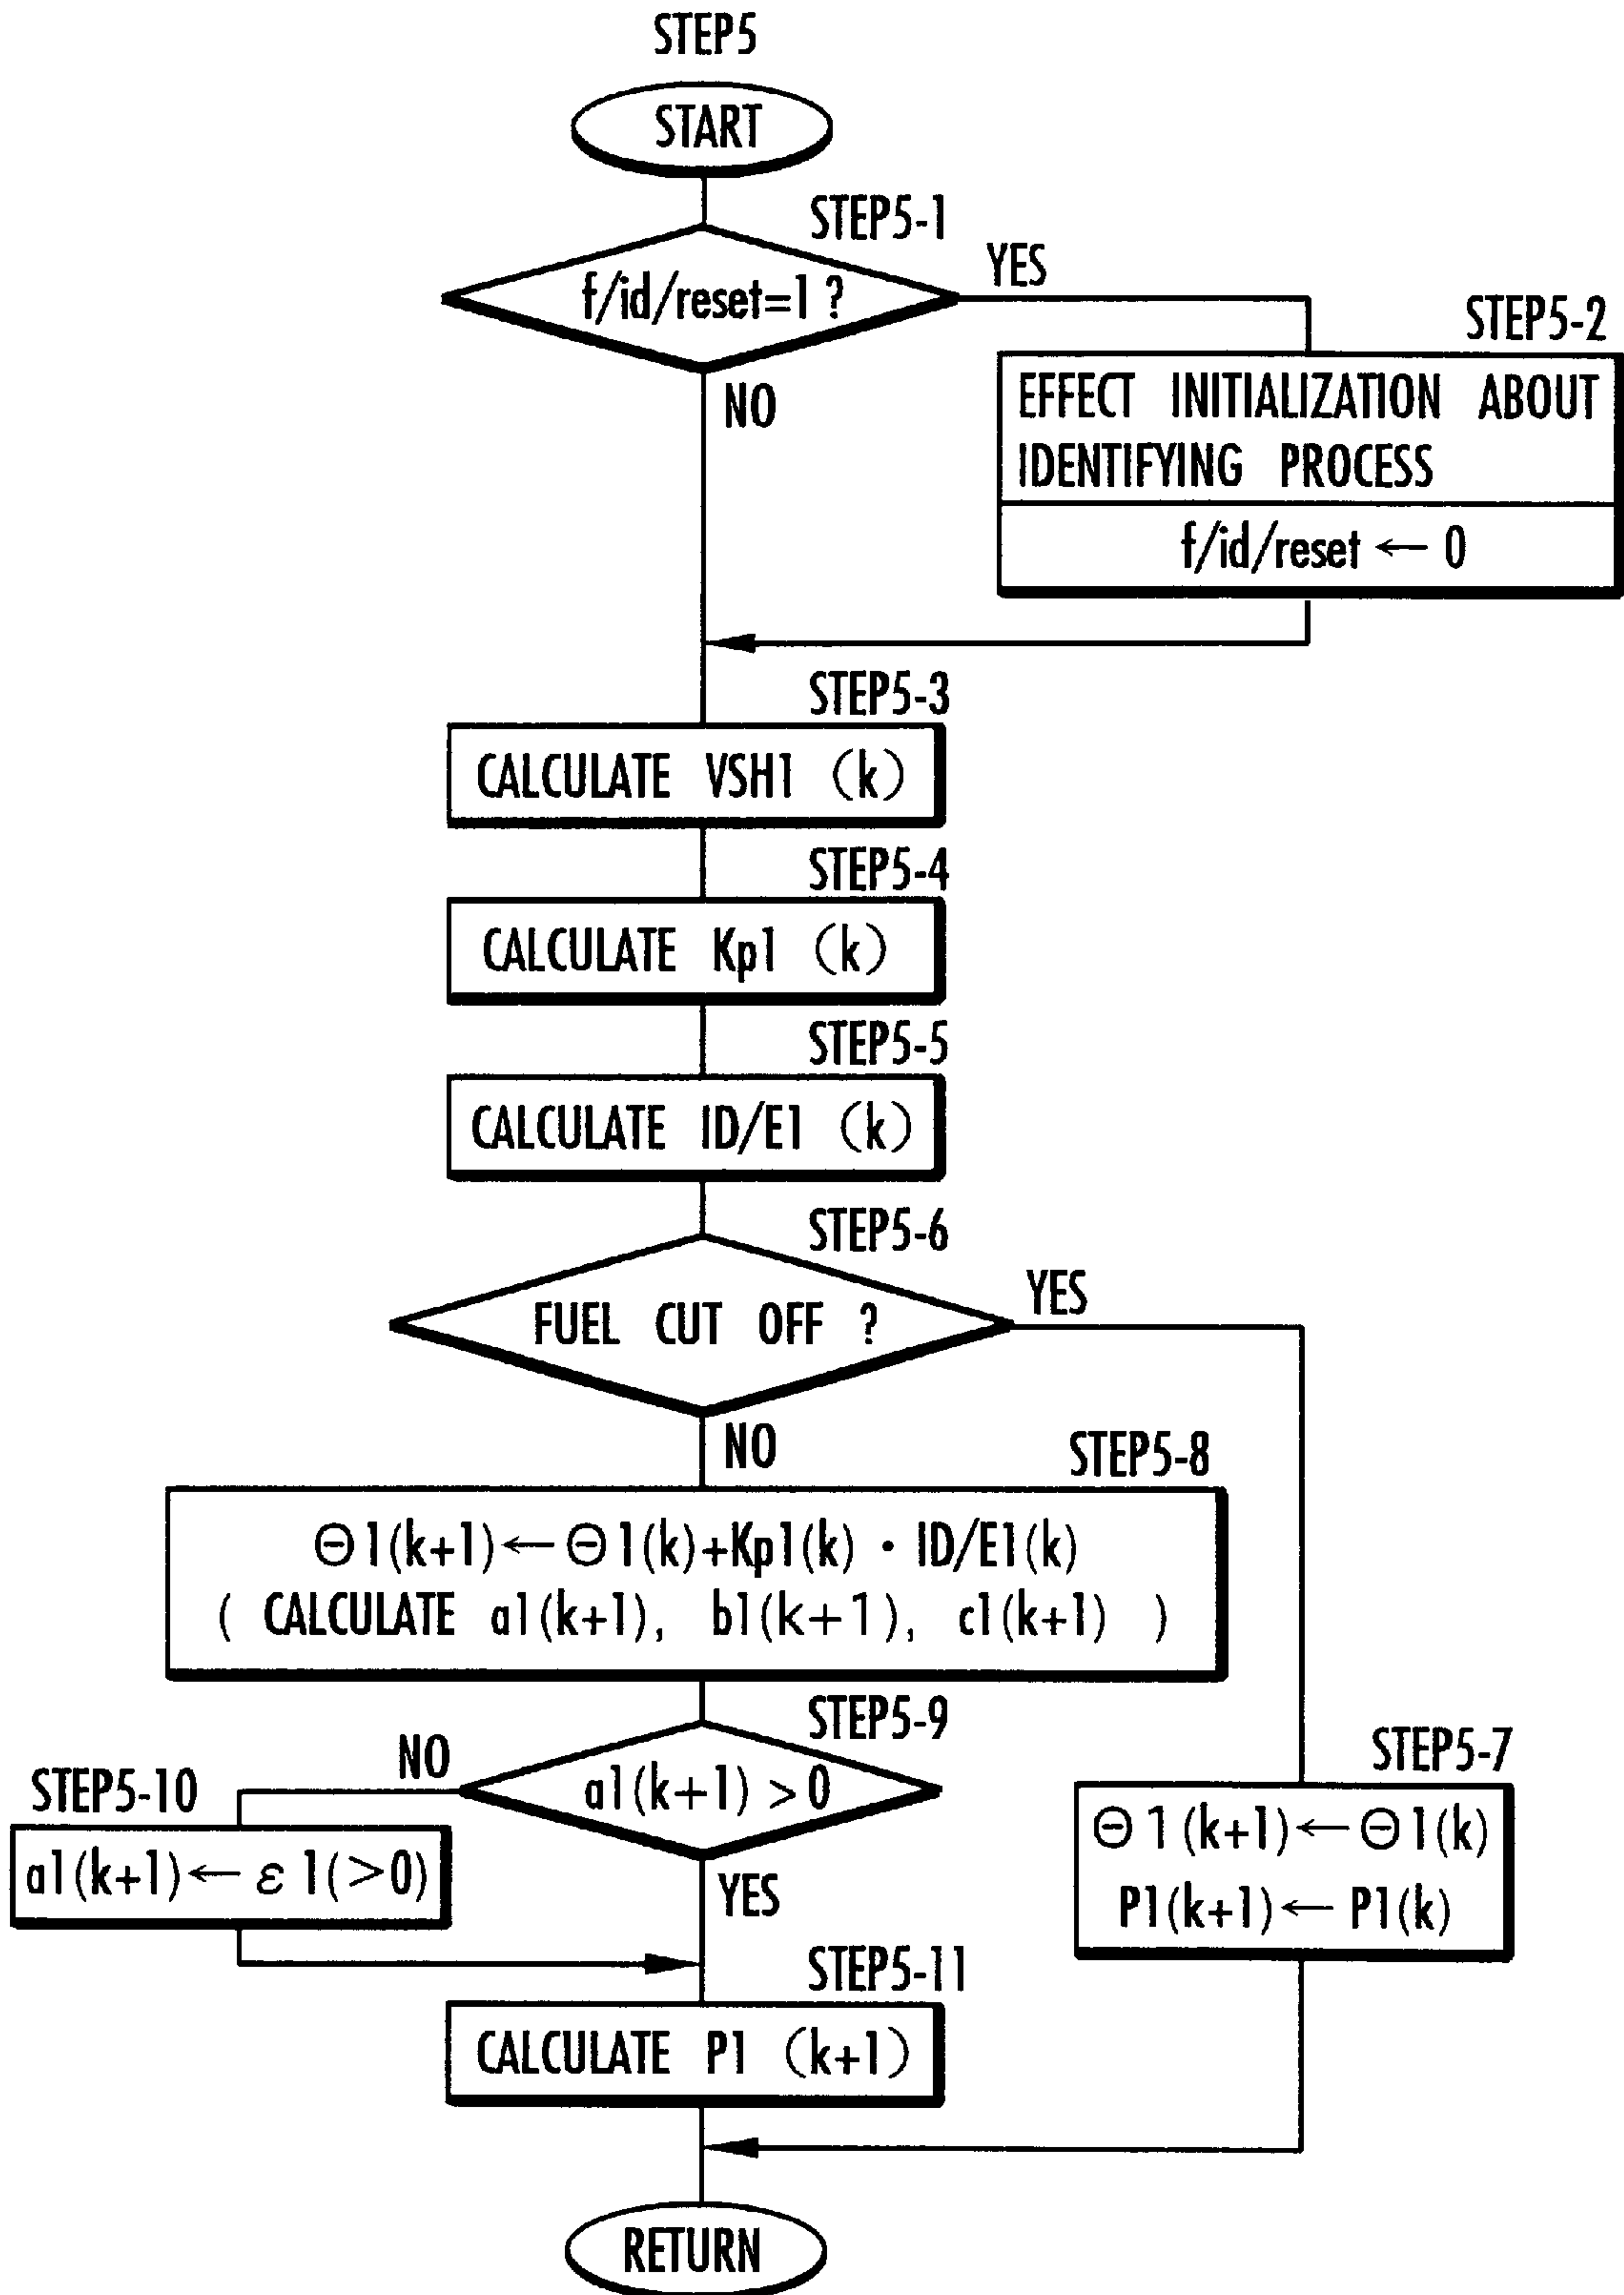 STEP5
START
STEP5-1
f/id/reset=1 ?
YES
NO
STEP5-2
EFFECT INITIALIZATION ABOUT
IDENTIFYING PROCESS
f/id/reset ← 0
STEP5-3
CALCULATE VSH1 (k)
STEP5-4
CALCULATE Kp1 (k)
STEP5-5
CALCULATE ID/E1 (k)
STEP5-6
FUEL CUT OFF ?
YES
NO
STEP5-8
Θ1(k+1)←Θ1(k)+Kp1(k)・ID/E1(k)
( CALCULATE a1(k+1), b1(k+1), c1(k+1) )
STEP5-9
a1(k+1) >0
NO
YES
STEP5-10
a1(k+1)← ε1(>0)
STEP5-7
Θ1(k+1)←Θ1(k)
P1(k+1)← P1(k)
STEP5-11
CALCULATE P1 (k+1)
RETURN